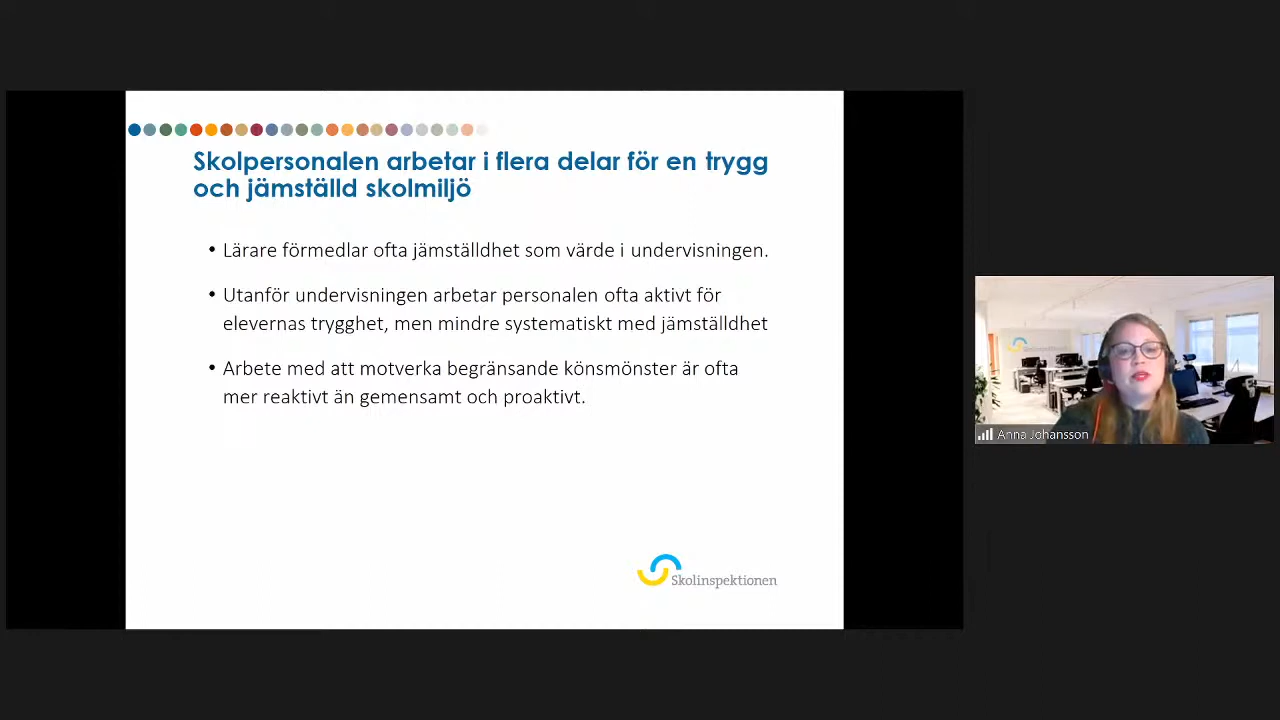 Skolpersonalen arbetar i flera delar för en trygg
och jämställd skolmiljö
• Lärare förmedlar ofta jämställdhet som värde i undervisningen.
• Utanför undervisningen arbetar personalen ofta aktivt för
elevernas trygghet, men mindre systematiskt med jämställdhet
• Arbete med att motverka begränsande könsmönster är ofta
mer reaktivt än gemensamt och proaktivt.
Skolinspektionen
Anna Johansson